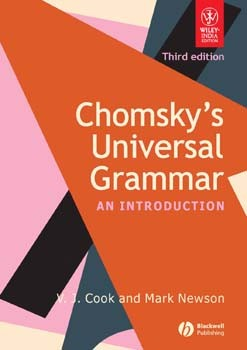 WILEY-
INDIA
EDITION
Third edition
Chomsky's
Universal
Grammar
AN INTRODUCTION
V. J. Cook and Mark Newson
Blackwell
Publishing